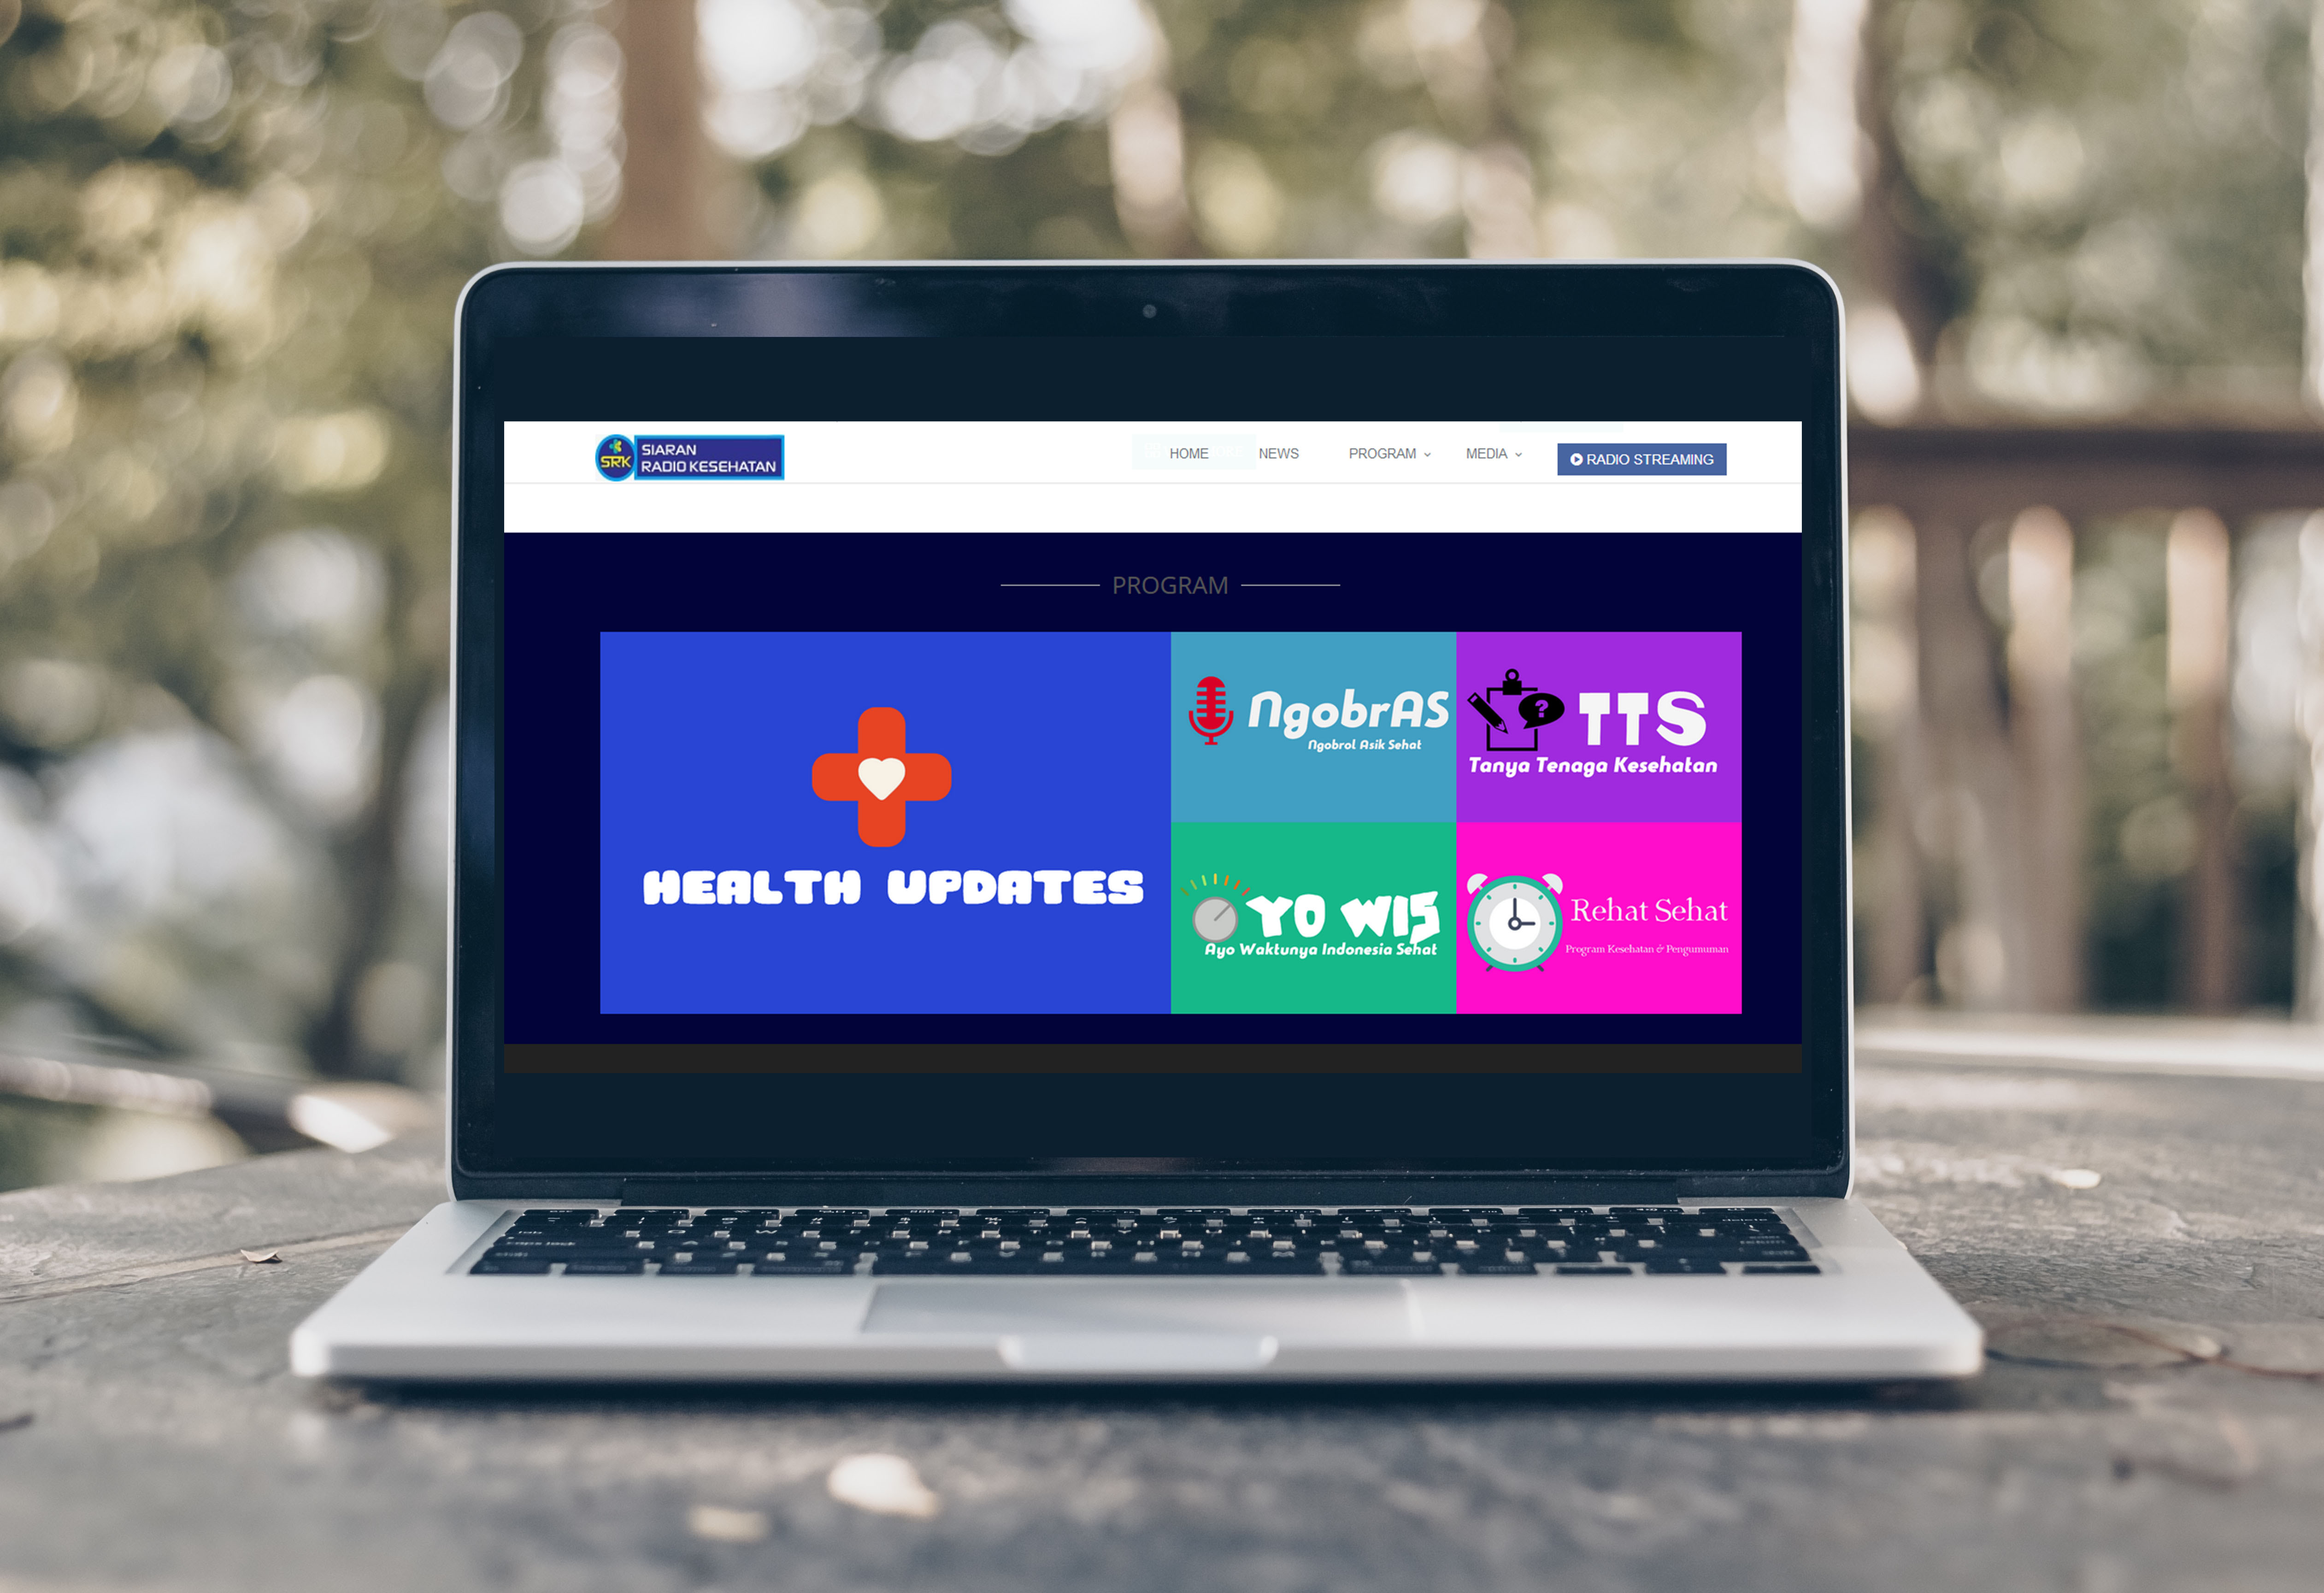 SRK
SIARAN
RADIO KESEHATAN
HOME NEWS PROGRAM MEDIA RADIO STREAMING
PROGRAM
HEALTH UPDATES
NgobrAS
Ngobrol Asik Sehat
?
TTS
Tanya Tenaga Kesehatan
YO WIS
Ayo Waktunya Indonesia Sehat
Rehat Sehat
Program Kesehatan & Pengumuman